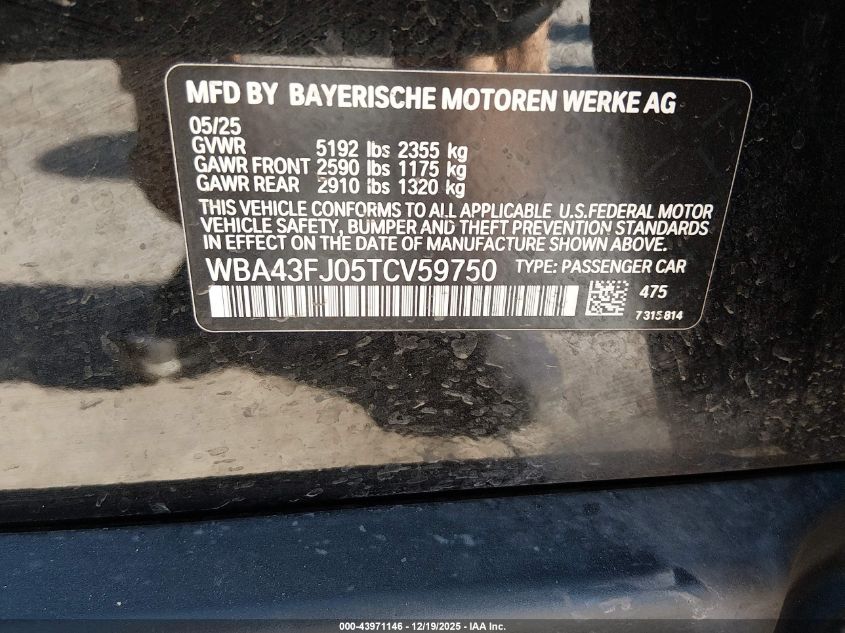 MFD BY BAYERISCHE MOTOREN WERKE AG
05/25
GVWR 5192 lbs 2355 kg
GAWR FRONT 2590 lbs 1175 kg
GAWR REAR 2910 lbs 1320 kg
THIS VEHICLE CONFORMS TO ALL APPLICABLE U.S.FEDERAL MOTOR
VEHICLE SAFETY, BUMPER AND THEFT PREVENTION STANDARDS
IN EFFECT ON THE DATE OF MANUFACTURE SHOWN ABOVE.
WBA43FJ05TCV59750 TYPE: PASSENGER CAR
475
7315814
000-43971146 - 12/19/2025 - IAA Inc.